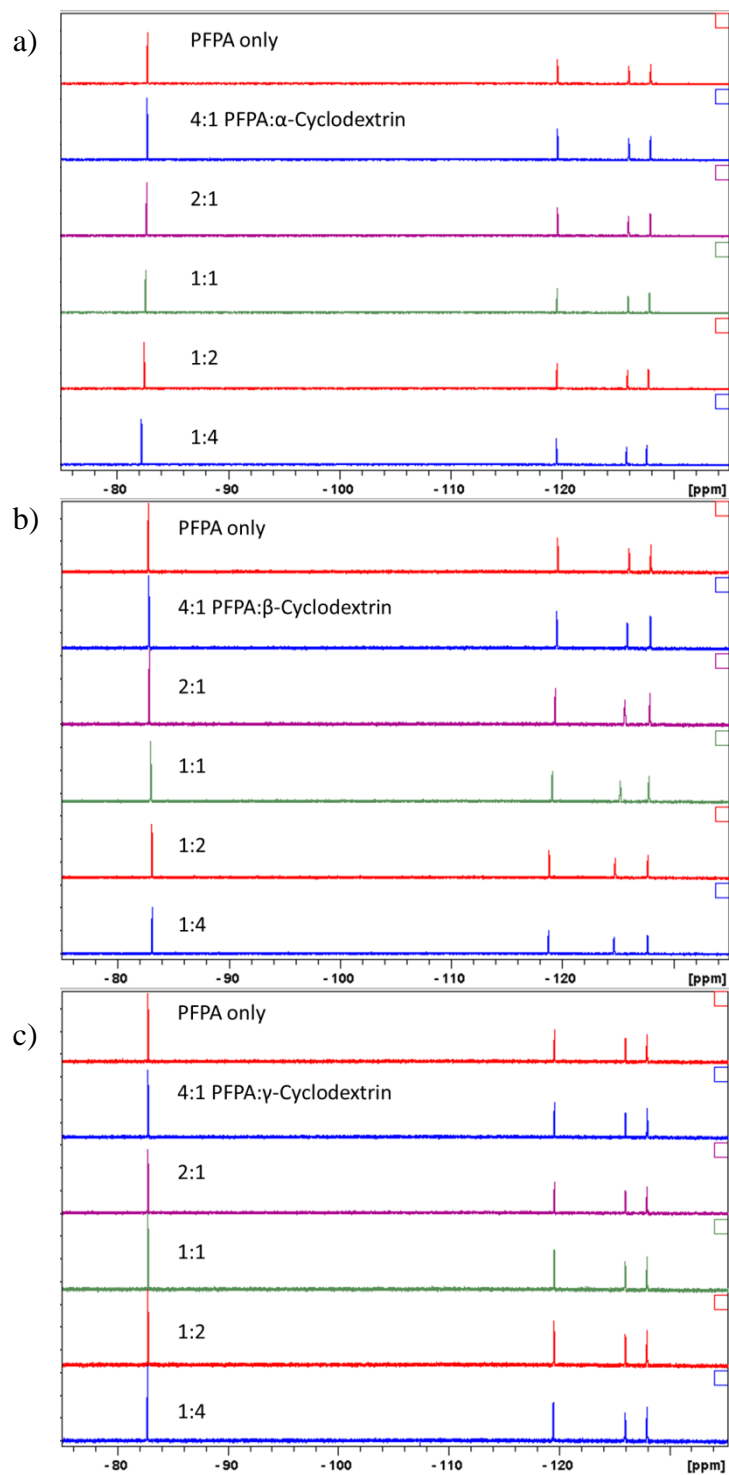 a)
PFPA only
4:1 PFPA:α-Cyclodextrin
2:1
1:1
1:2
1:4
-80 -90 -100 -110 -120 [ppm]
b)
PFPA only
4:1 PFPA:β-Cyclodextrin
2:1
1:1
1:2
1:4
-80 -90 -100 -110 -120 [ppm]
c)
PFPA only
4:1 PFPA:γ-Cyclodextrin
2:1
1:1
1:2
1:4
-80 -90 -100 -110 -120 [ppm]